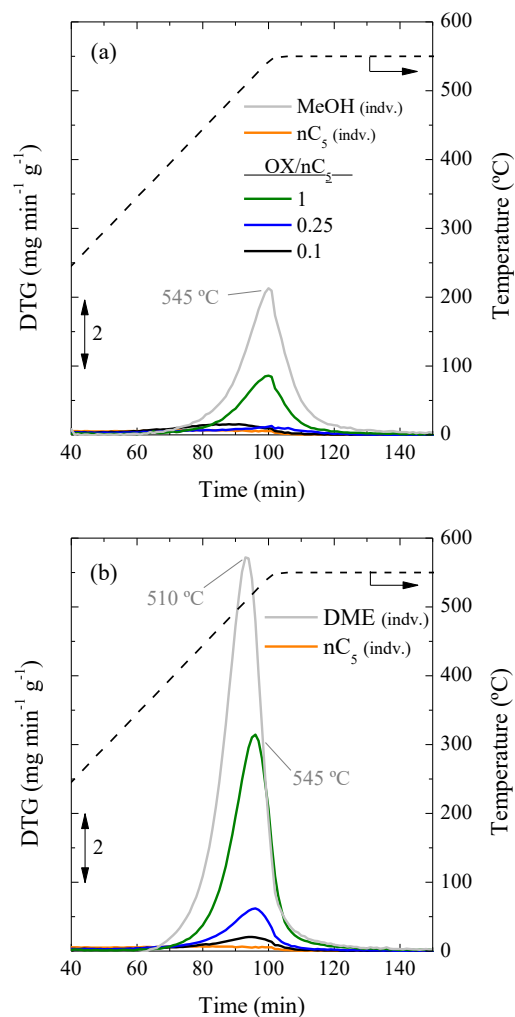 (a)
MeOH (indv.)
nC5 (indv.)
OX/nC5
1
0.25
0.1
545 ºC
2
DTG (mg min-1 g-1)
Temperature (ºC)
0
100
200
300
400
500
600
40 60 80 100 120 140
Time (min)
(b)
510 ºC
DME (indv.)
nC5 (indv.)
545 ºC
2
DTG (mg min-1 g-1)
Temperature (ºC)
0
100
200
300
400
500
600
40 60 80 100 120 140
Time (min)